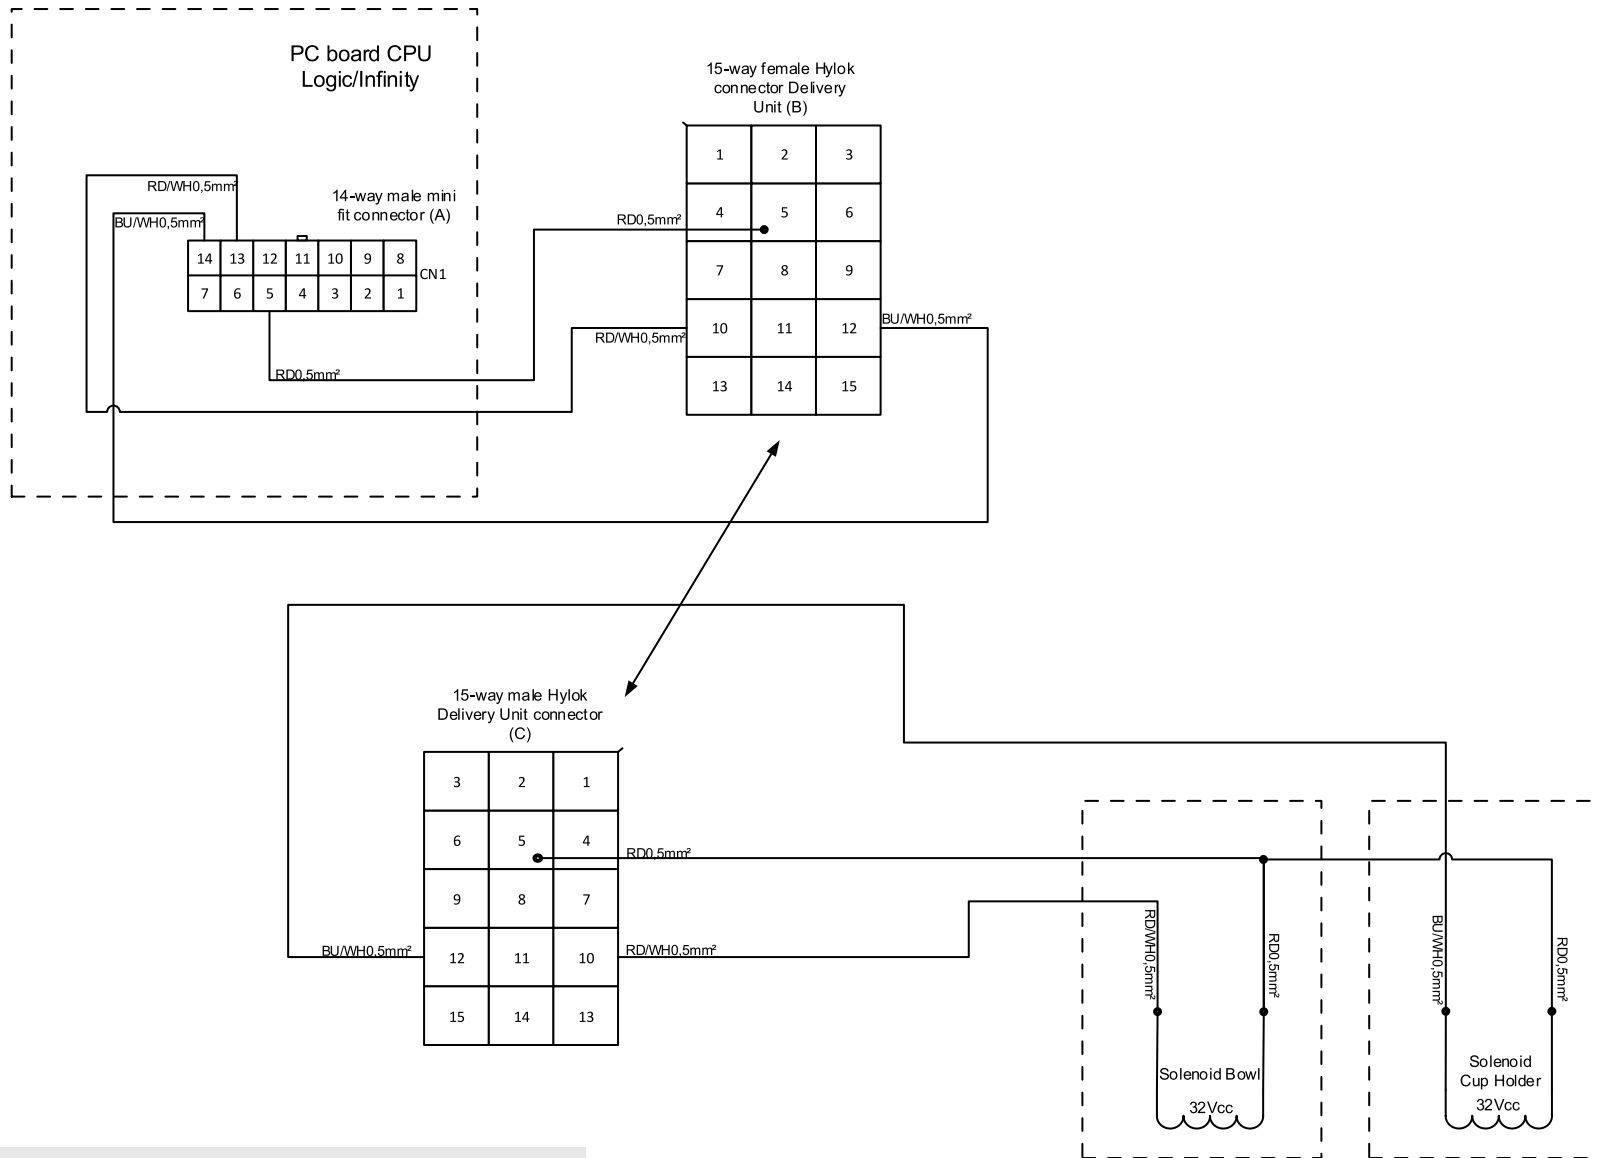 PC board CPU
Logic/Infinity
15-way female Hylok
connector Delivery
Unit (B)
1 2 3
RD/WH0,5mm²
14-way male mini
fit connector (A)
BU/WH0,5mm²
RD0,5mm²
4 5 6
14 13 12 11 10 9 8
CN1
7 6 5 4 3 2 1
7 8 9
RD/WH0,5mm²
10 11 12
BU/WH0,5mm²
RD0,5mm²
13 14 15
15-way male Hylok
Delivery Unit connector
(C)
3 2 1
6 5 4
RD0,5mm²
9 8 7
BU/WH0.5mm²
12 11 10
RD/WH0,5mm²
15 14 13
RD/WH0,5mm²
RD0,5mm²
BU/WH0,5mm²
RD0,5mm²
Solenoid Bowl
32Vcc
Solenoid
Cup Holder
32Vcc